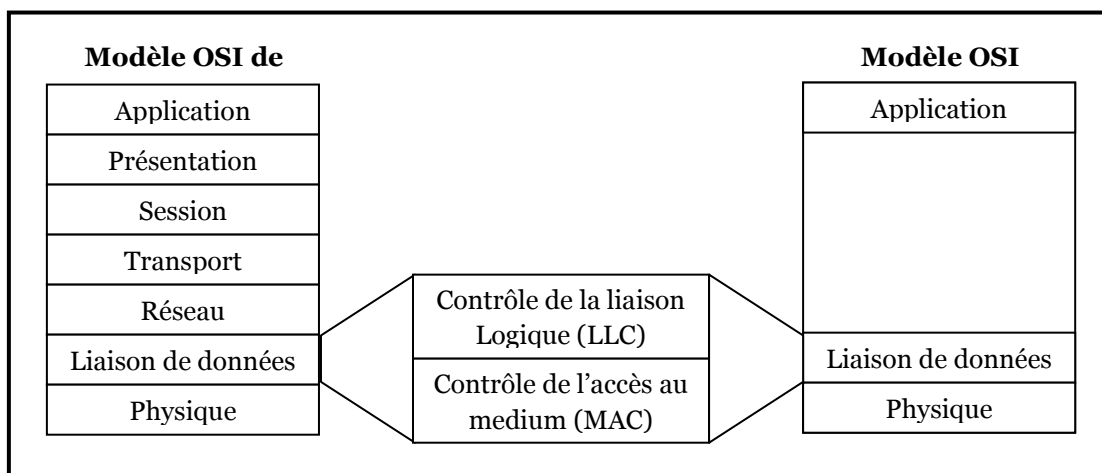 Modèle OSI de
Application
Présentation
Session
Transport
Réseau
Liaison de données
Physique
Contrôle de la liaison
Logique (LLC)
Contrôle de l'accès au
medium (MAC)
Modèle OSI
Application
Liaison de données
Physique